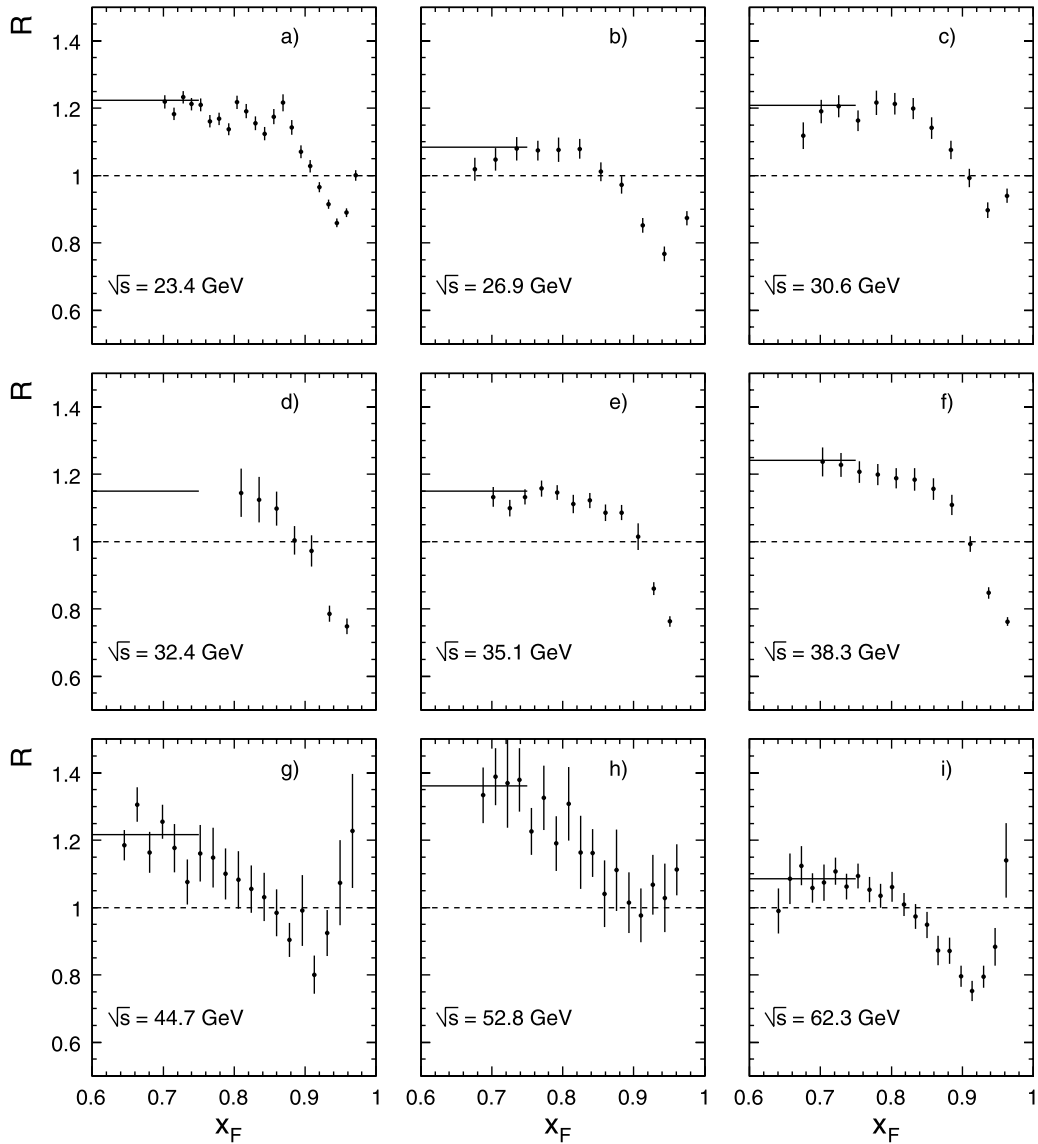 R
1.4
1.2
1
0.8
0.6
a)
√s = 23.4 GeV
b)
√s = 26.9 GeV
c)
√s = 30.6 GeV
R
1.4
1.2
1
0.8
0.6
d)
√s = 32.4 GeV
e)
√s = 35.1 GeV
f)
√s = 38.3 GeV
R
1.4
1.2
1
0.8
0.6
g)
√s = 44.7 GeV
h)
√s = 52.8 GeV
i)
√s = 62.3 GeV
0.6 0.7 0.8 0.9 1 0.6 0.7 0.8 0.9 1 0.6 0.7 0.8 0.9 1
x_F x_F x_F